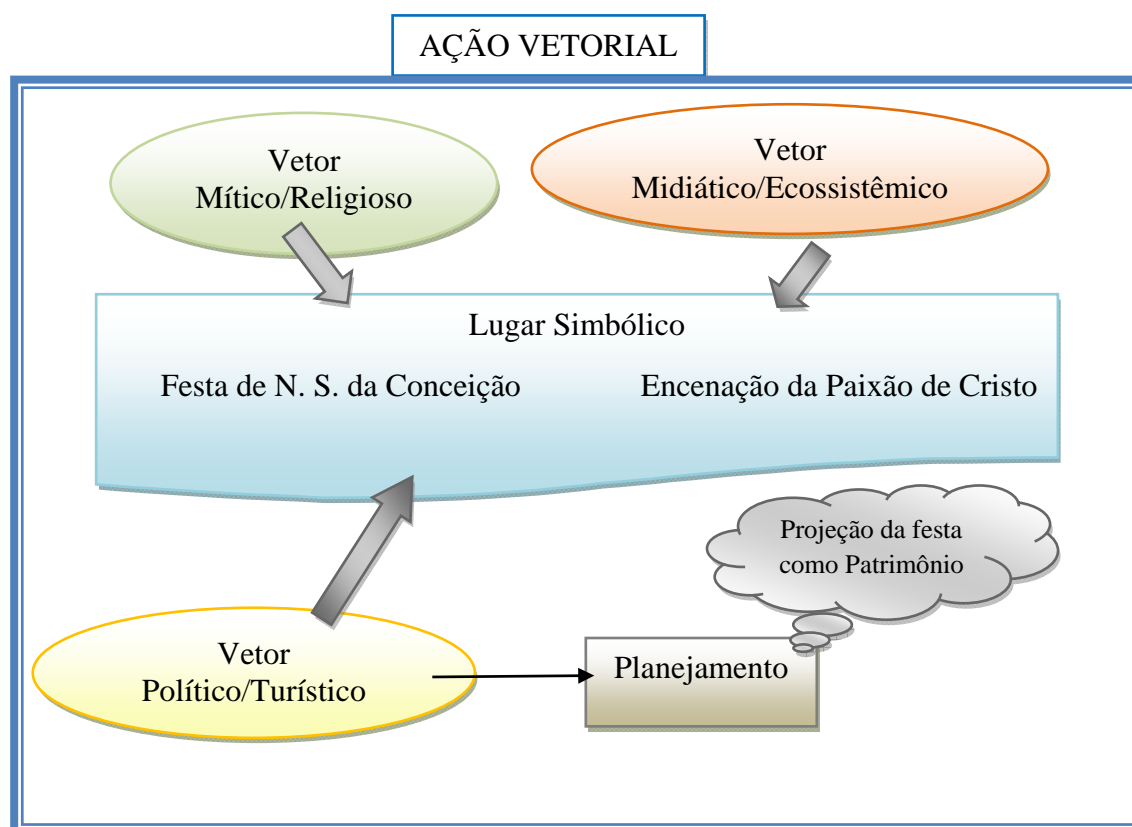 AÇÃO VETORIAL
Vetor
Mítico/Religioso
Vetor
Midiático/Ecossistêmico
Lugar Simbólico
Festa de N. S. da Conceição
Encenação da Paixão de Cristo
Projeção da festa
como Patrimônio
Vetor
Político/Turístico
Planejamento